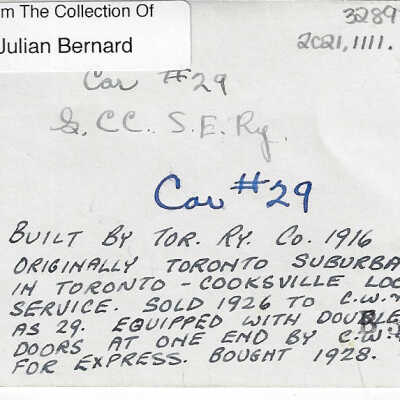 m The Collection Of
Julian Bernard
3289
2021,1111.
Car #29
&. CC. S.E. Ry.
Car #29
BUILT BY TOR. RY. CO. 1916
ORIGINALLY TORONTO SUBURBA
IN TORONTO - COOKSVILLE LOC
SERVICE. SOLD 1926 TO C.W.
AS 29. EQUIPPED WITH DOUBLE
DOORS AT ONE END BY C.W.
FOR EXPRESS. BOUGHT 1928.